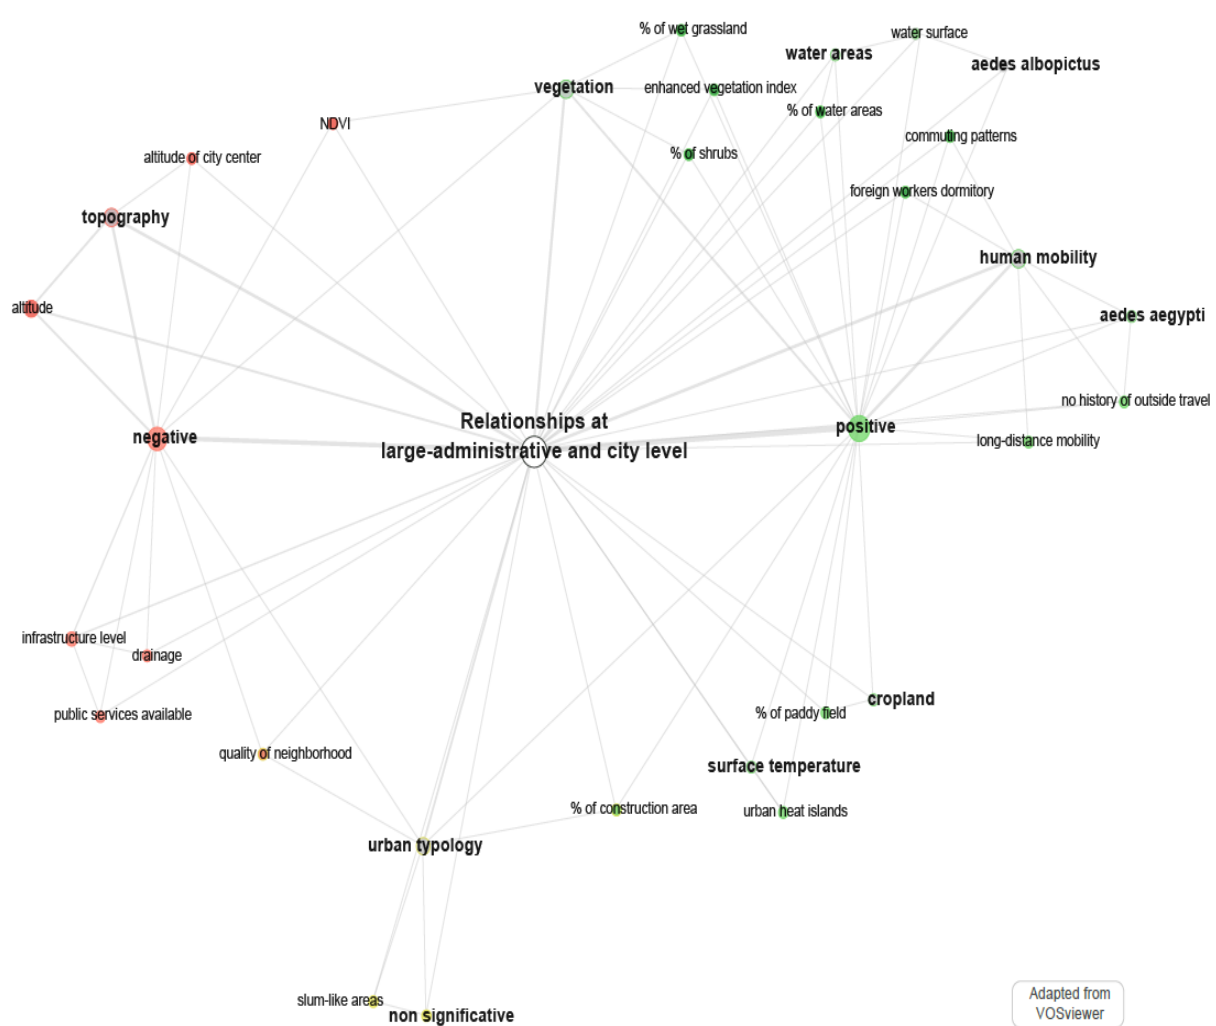 % of wet grassland
water surface
water areas
aedes albopictus
vegetation
enhanced vegetation index
% of water areas
NDVI
commuting patterns
altitude of city center
% of shrubs
foreign workers dormitory
topography
human mobility
altitude
aedes aegypti
no history of outside travel
Relationships at
large-administrative and city level
positive
negative
long-distance mobility
infrastructure level
drainage
public services available
cropland
% of paddy field
quality of neighborhood
surface temperature
% of construction area
urban heat islands
urban typology
slum-like areas
non significative
Adapted from
VOSviewer